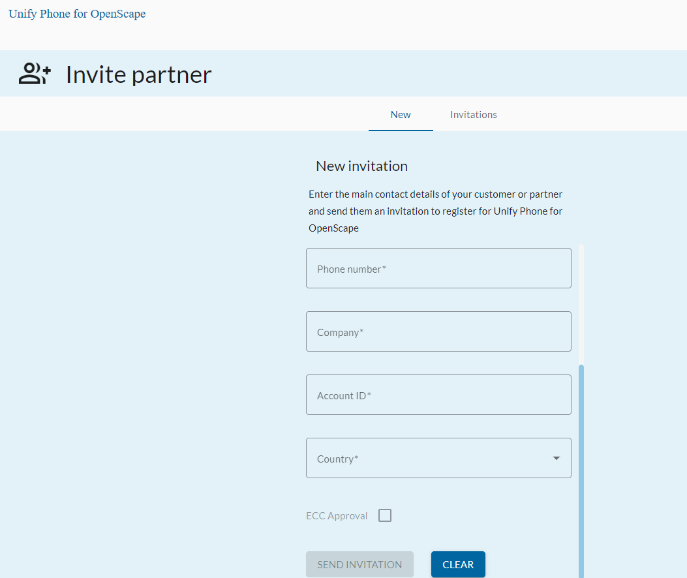 Unify Phone for OpenScape
Invite partner
New
Invitations
New invitation
Enter the main contact details of your customer or partner
and send them an invitation to register for Unify Phone for
OpenScape
Phone number*
Company*
Account ID*
Country*
ECC Approval
SEND INVITATION
CLEAR